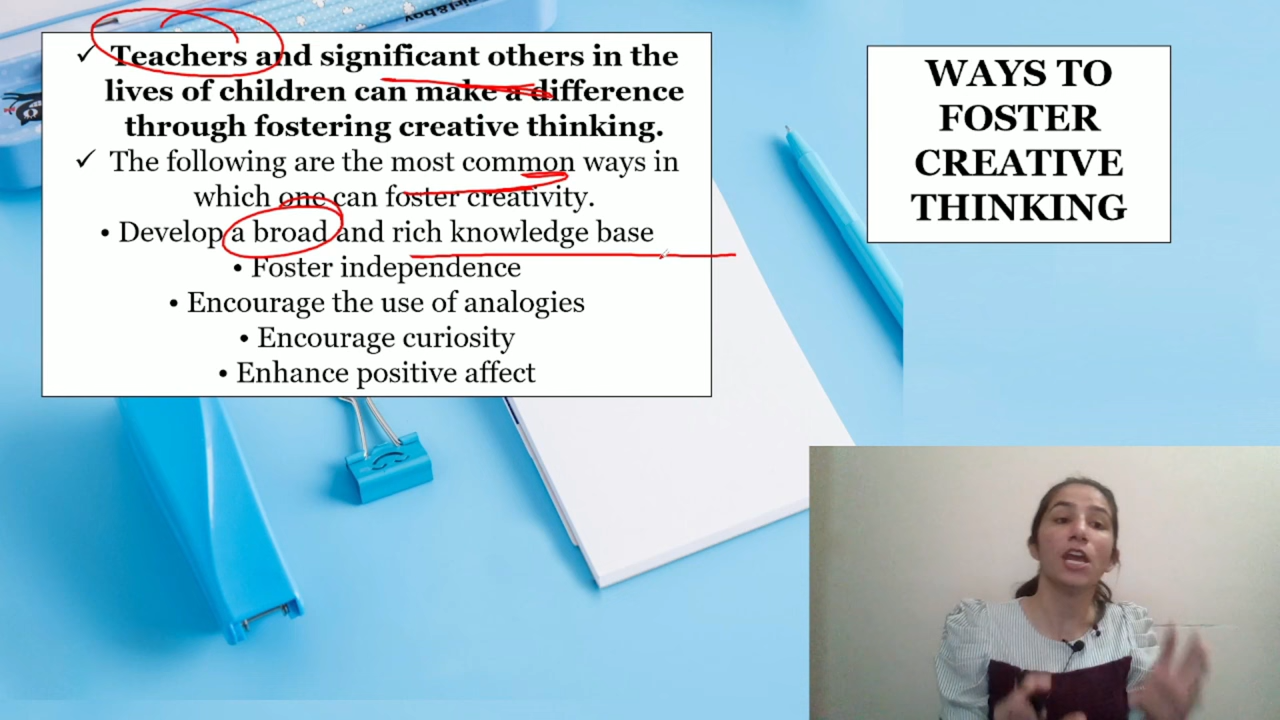 girl&boy
✓ Teachers and significant others in the
lives of children can make a difference
through fostering creative thinking.
✓ The following are the most common ways in
which one can foster creativity.
• Develop a broad and rich knowledge base
• Foster independence
• Encourage the use of analogies
• Encourage curiosity
• Enhance positive affect
WAYS TO
FOSTER
CREATIVE
THINKING